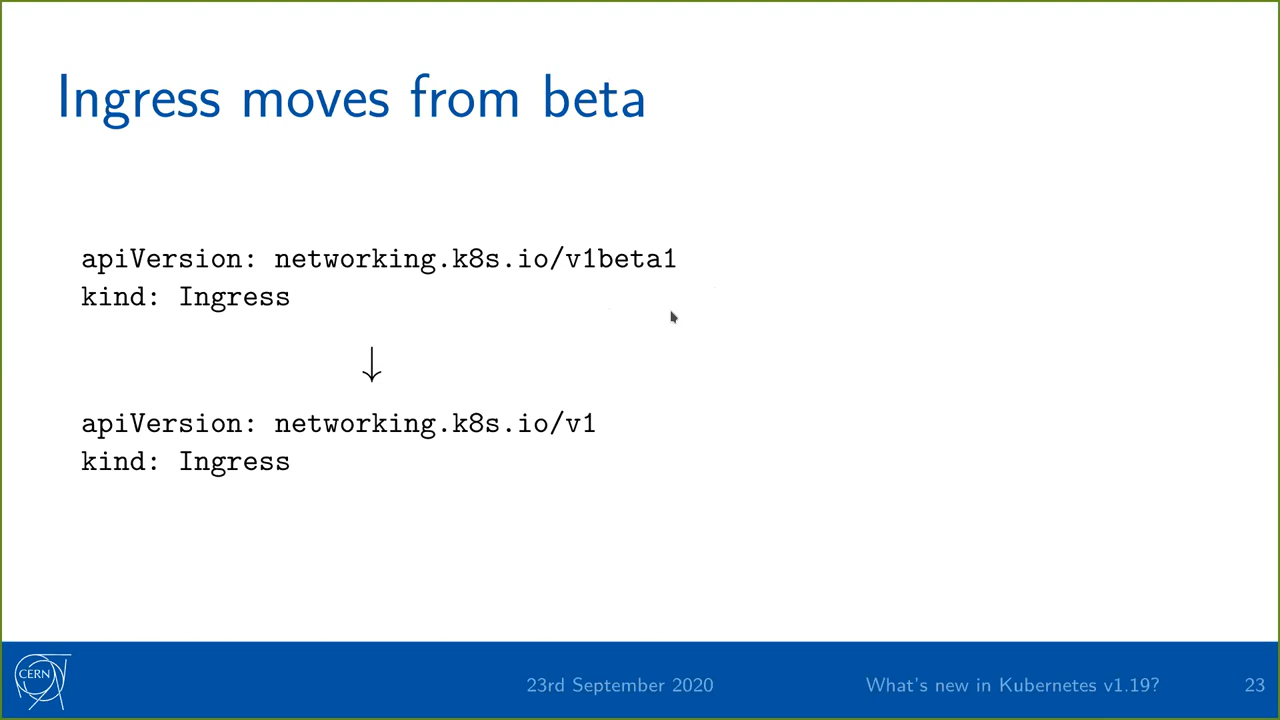 Ingress moves from beta
apiVersion: networking.k8s.io/v1beta1
kind: Ingress
↓
apiVersion: networking.k8s.io/v1
kind: Ingress
CERN
23rd September 2020
What's new in Kubernetes v1.19?
23